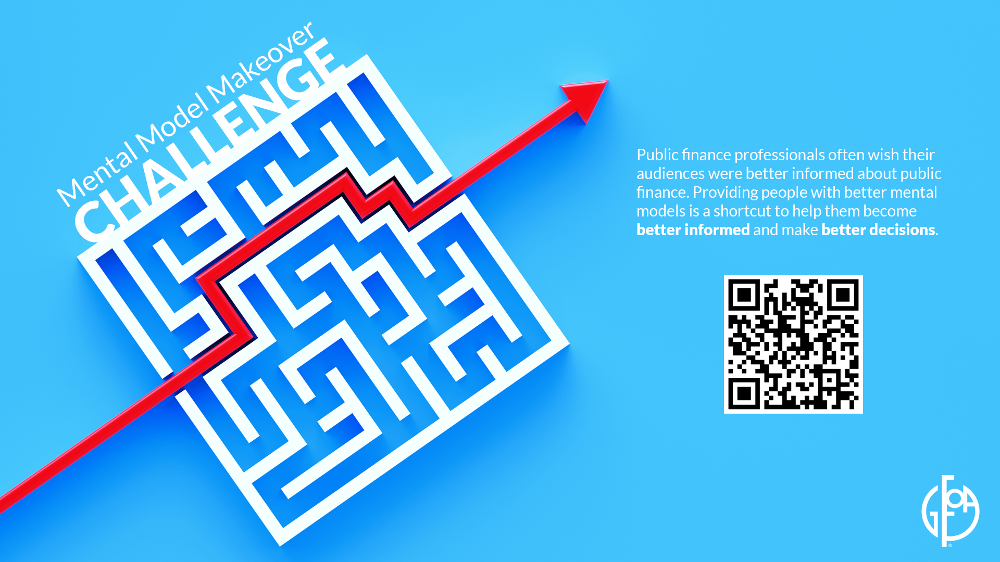 Mental Model Makeover
CHALLENGE
Public finance professionals often wish their
audiences were better informed about public
finance. Providing people with better mental
models is a shortcut to help them become
better informed and make better decisions.
GFOA
®